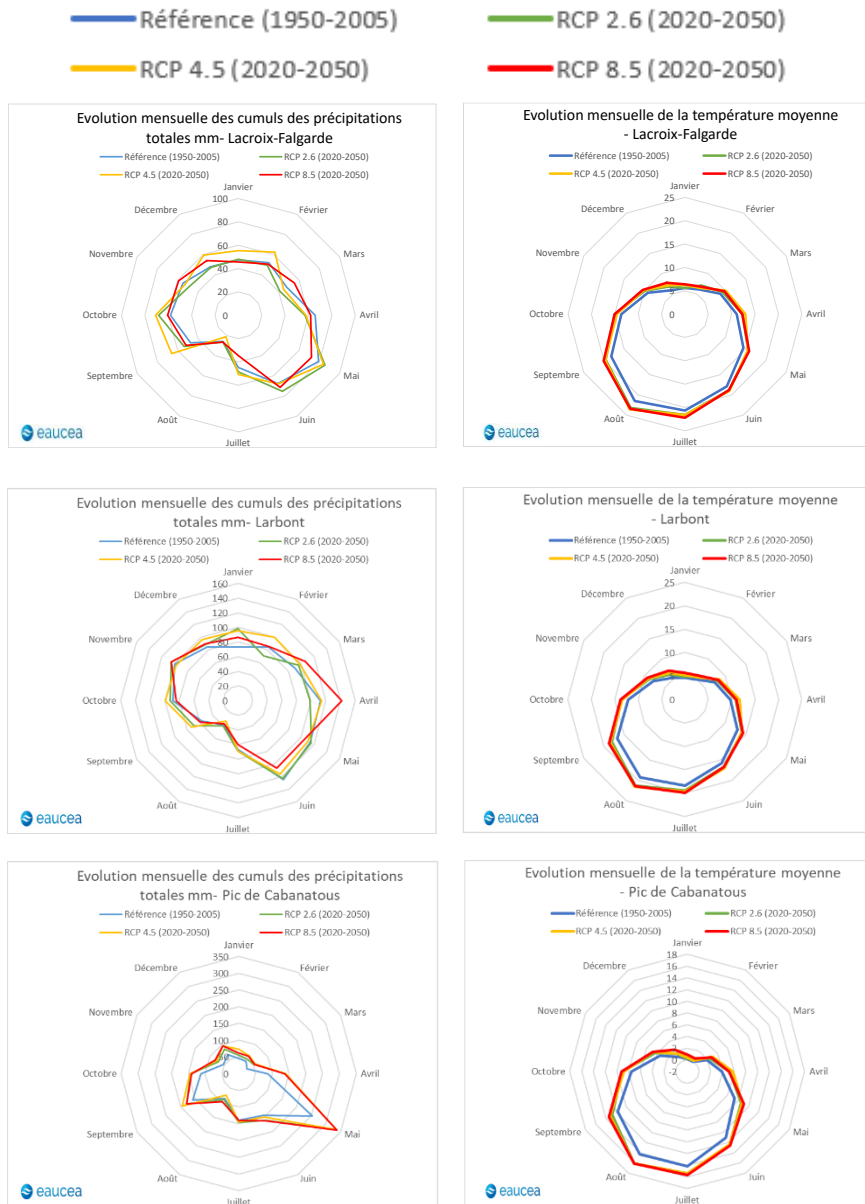 Référence (1950-2005)
RCP 2.6 (2020-2050)
RCP 4.5 (2020-2050)
RCP 8.5 (2020-2050)
Evolution mensuelle des cumuls des précipitations
totales mm- Lacroix-Falgarde
Référence (1950-2005)
RCP 2.6 (2020-2050)
RCP 4.5 (2020-2050)
RCP 8.5 (2020-2050)
Janvier
Février
Mars
Avril
Mai
Juin
Juillet
Août
Septembre
Octobre
Novembre
Décembre
100
80
60
40
20
0
eaucea
Evolution mensuelle de la température moyenne
- Lacroix-Falgarde
Référence (1950-2005)
RCP 2.6 (2020-2050)
RCP 4.5 (2020-2050)
RCP 8.5 (2020-2050)
Janvier
Février
Mars
Avril
Mai
Juin
Juillet
Août
Septembre
Octobre
Novembre
Décembre
25
20
15
10
5
0
eaucea
Evolution mensuelle des cumuls des précipitations
totales mm- Larbont
Référence (1950-2005)
RCP 2.6 (2020-2050)
RCP 4.5 (2020-2050)
RCP 8.5 (2020-2050)
Janvier
Février
Mars
Avril
Mai
Juin
Juillet
Août
Septembre
Octobre
Novembre
Décembre
160
140
120
100
80
60
40
20
0
eaucea
Evolution mensuelle de la température moyenne
- Larbont
Référence (1950-2005)
RCP 2.6 (2020-2050)
RCP 4.5 (2020-2050)
RCP 8.5 (2020-2050)
Janvier
Février
Mars
Avril
Mai
Juin
Juillet
Août
Septembre
Octobre
Novembre
Décembre
25
20
15
10
5
0
eaucea
Evolution mensuelle des cumuls des précipitations
totales mm- Pic de Cabanatous
Référence (1950-2005)
RCP 2.6 (2020-2050)
RCP 4.5 (2020-2050)
RCP 8.5 (2020-2050)
Janvier
Février
Mars
Avril
Mai
Juin
Juillet
Août
Septembre
Octobre
Novembre
Décembre
350
300
250
200
150
100
50
0
eaucea
Evolution mensuelle de la température moyenne
- Pic de Cabanatous
Référence (1950-2005)
RCP 2.6 (2020-2050)
RCP 4.5 (2020-2050)
RCP 8.5 (2020-2050)
Janvier
Février
Mars
Avril
Mai
Juin
Juillet
Août
Septembre
Octobre
Novembre
Décembre
18
16
14
12
10
8
6
4
2
0
-2
eaucea